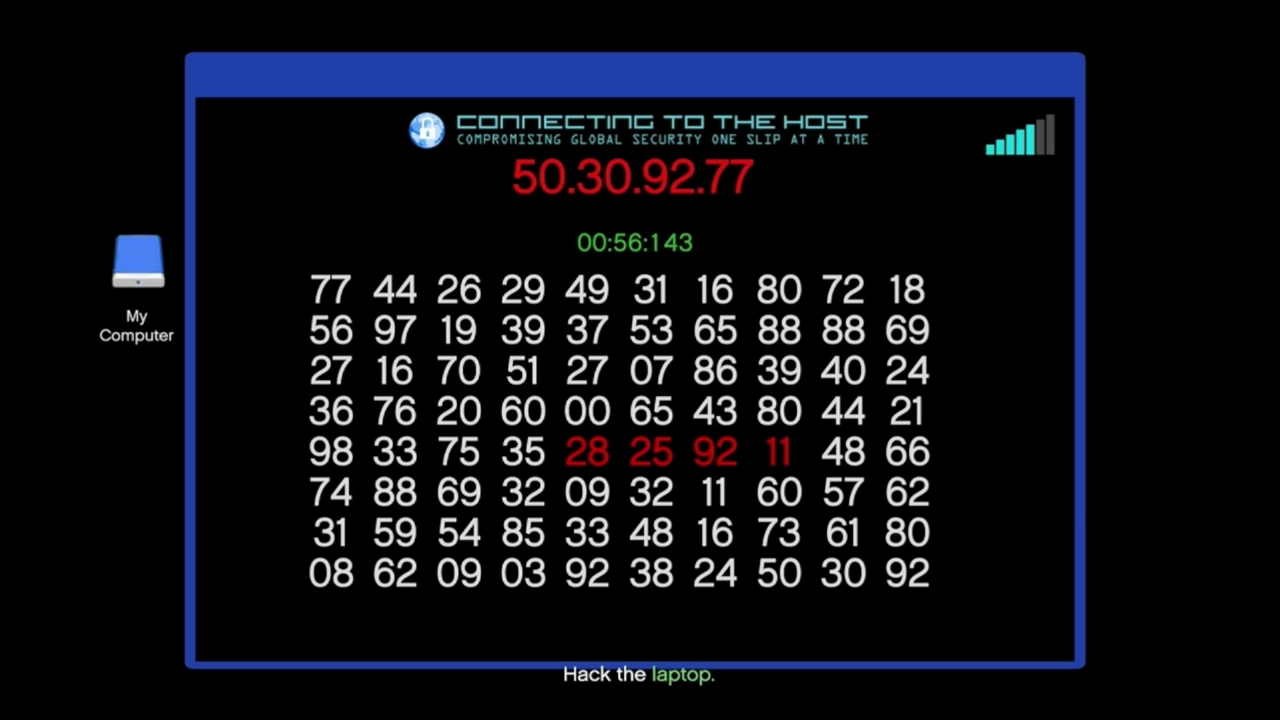 CONNECTING TO THE HOST
COMPROMISING GLOBAL SECURITY ONE SLIP AT A TIME
50.30.92.77
00:56:143
77 44 26 29 49 31 16 80 72 18
56 97 19 39 37 53 65 88 88 69
27 16 70 51 27 07 86 39 40 24
36 76 20 60 00 65 43 80 44 21
98 33 75 35 28 25 92 11 48 66
74 88 69 32 09 32 11 60 57 62
31 59 54 85 33 48 16 73 61 80
08 62 09 03 92 38 24 50 30 92
My
Computer
Hack the laptop.